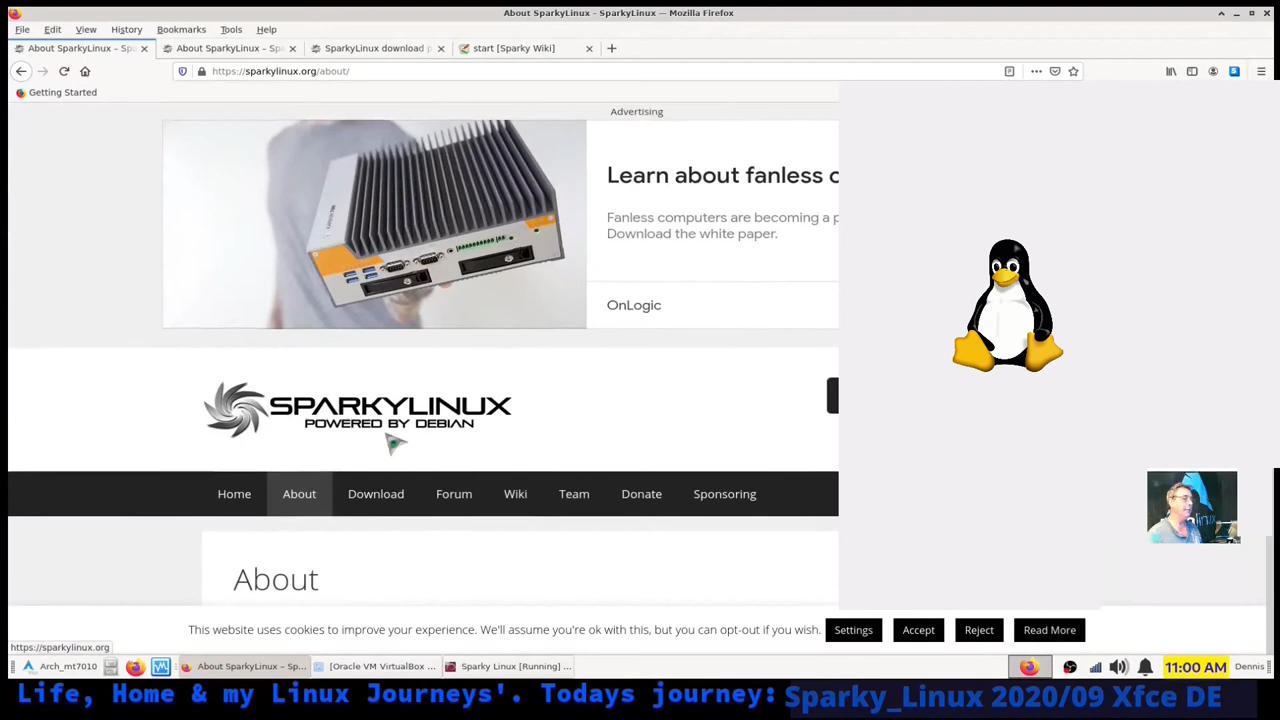 About SparkyLinux - SparkyLinux — Mozilla Firefox
File Edit View History Bookmarks Tools Help
About SparkyLinux – Sp
About SparkyLinux – Sp
SparkyLinux download p
start [Sparky Wiki]
https://sparkylinux.org/about/
Getting Started
Advertising
Learn about fanless c
Fanless computers are becoming a p
Download the white paper.
OnLogic
SPARKYLINUX
POWERED BY DEBIAN
Home About Download Forum Wiki Team Donate Sponsoring
About
This website uses cookies to improve your experience. We'll assume you're ok with this, but you can opt-out if you wish. Settings Accept Reject Read More
https://sparkylinux.org
Arch_mt7010 About SparkyLinux – Sp... [Oracle VM VirtualBox ... Sparky Linux [Running] ... 11:00 AM Dennis
Life, Home & my Linux Journeys'. Todays journey: Sparky_Linux 2020/09 Xfce DE